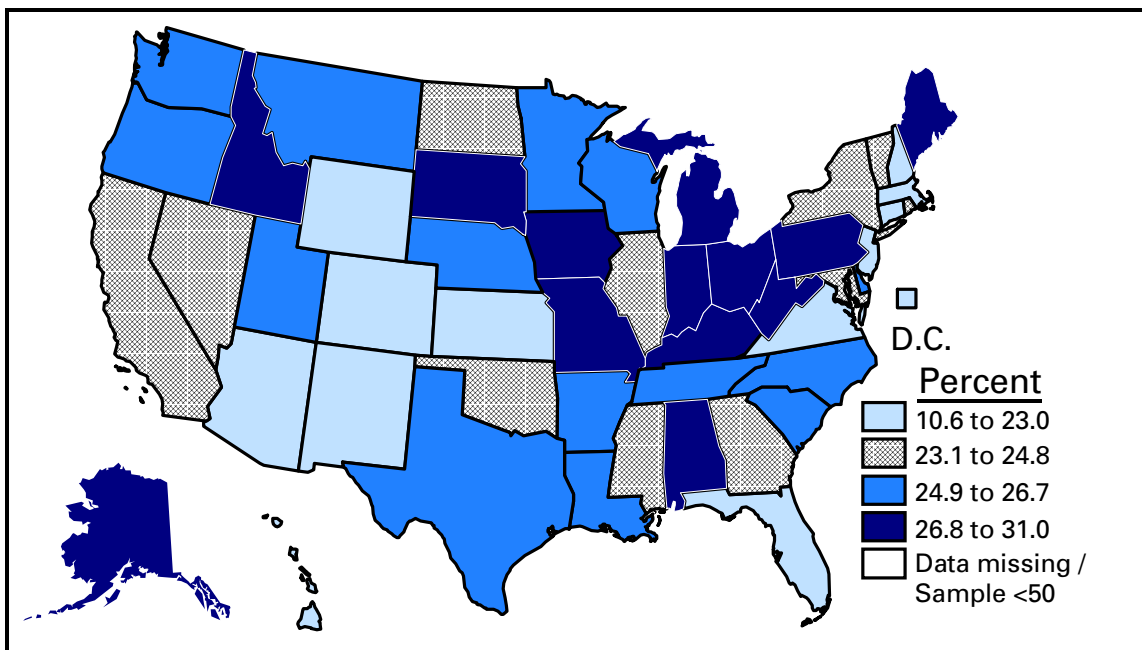 D.C.
Percent
10.6 to 23.0
23.1 to 24.8
24.9 to 26.7
26.8 to 31.0
Data missing /
Sample <50